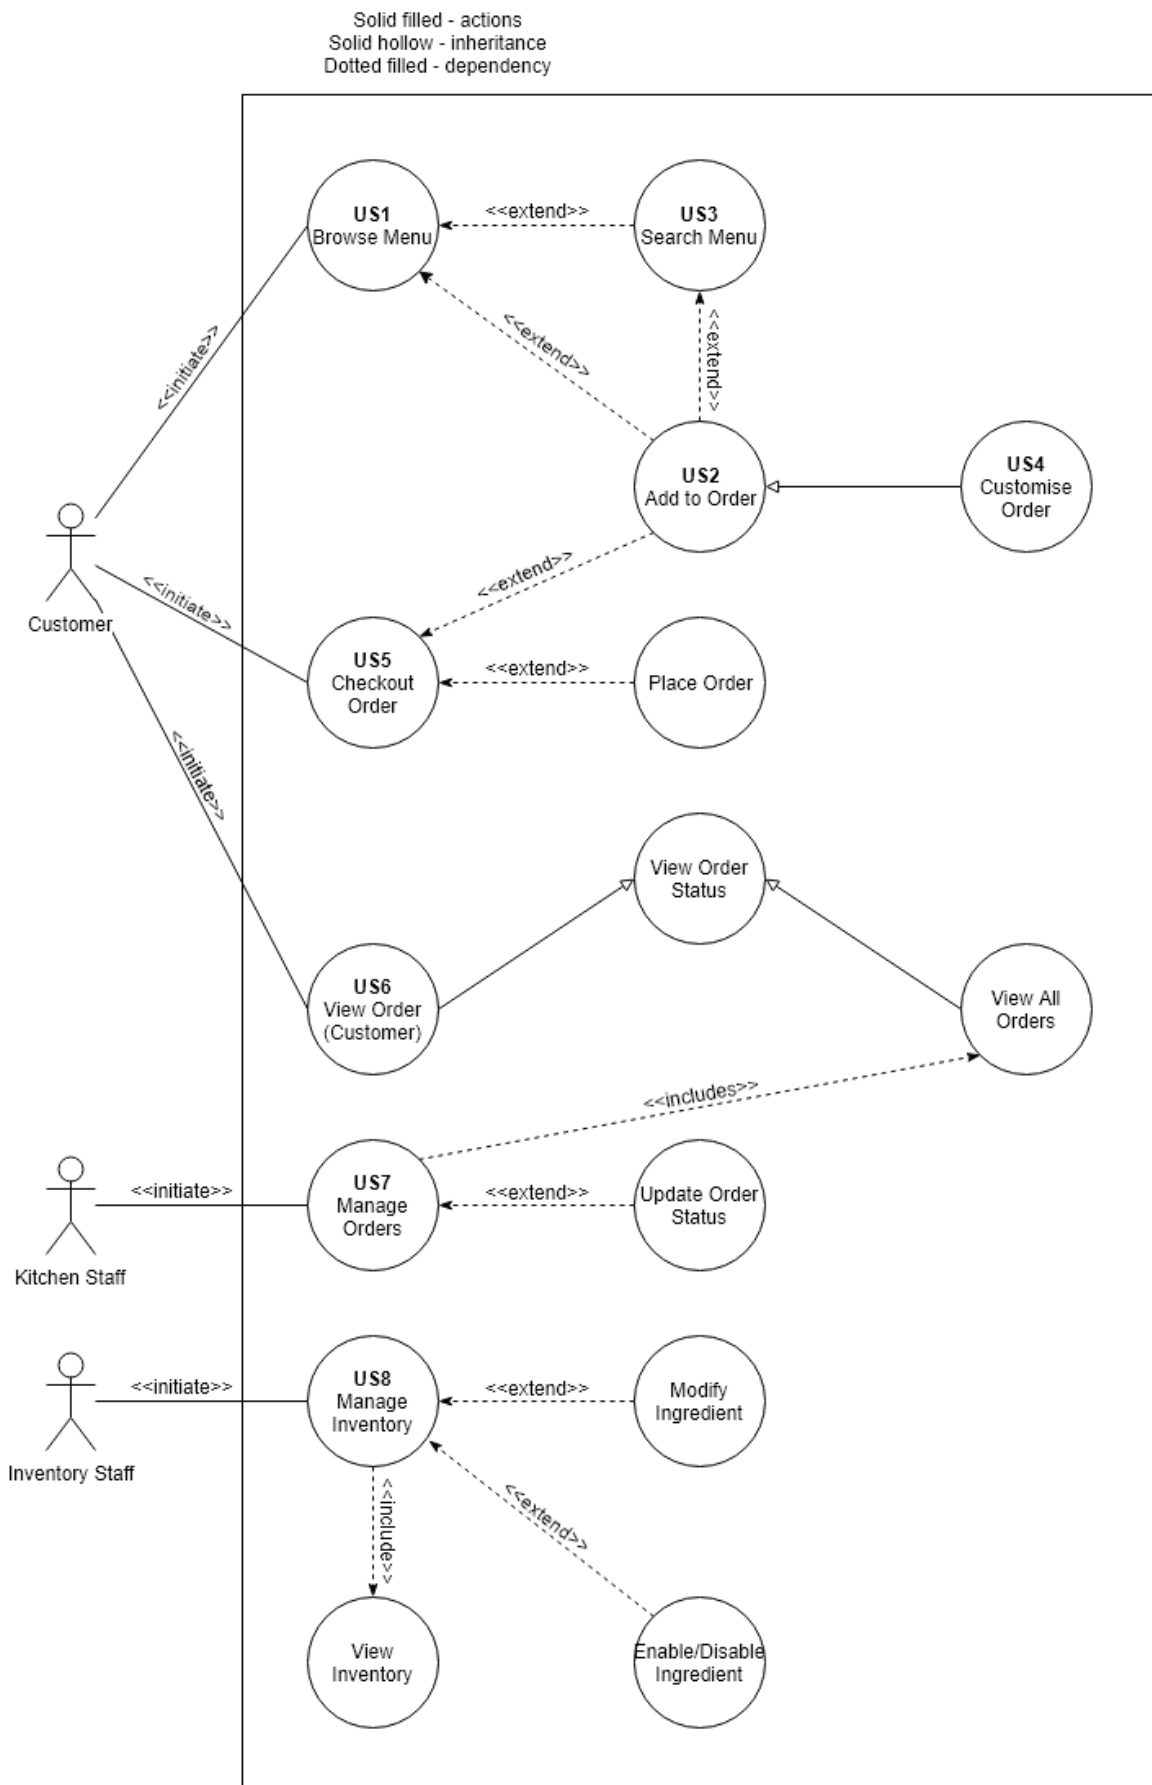 Solid filled - actions
Solid hollow - inheritance
Dotted filled - dependency
US1
Browse Menu
<<extend>>
US3
Search Menu
<<initiate>>
<<extend>>
<<extend>>
US2
Add to Order
US4
Customise
Order
Customer
<<initiate>>
<<extend>>
US5
Checkout
Order
<<extend>>
Place Order
<<initiate>>
View Order
Status
US6
View Order
(Customer)
View All
Orders
<<includes>>
Kitchen Staff
<<initiate>>
US7
Manage
Orders
<<extend>>
Update Order
Status
Inventory Staff
<<initiate>>
US8
Manage
Inventory
<<extend>>
Modify
Ingredient
<<include>>
<<extend>>
View
Inventory
Enable/Disable
Ingredient